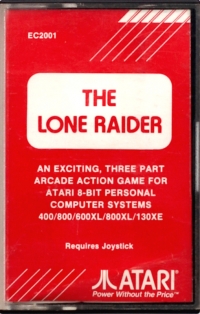 EC2001
THE
LONE RAIDER
AN EXCITING, THREE PART
ARCADE ACTION GAME FOR
ATARI 8-BIT PERSONAL
COMPUTER SYSTEMS
400/800/600XL/800XL/130XE
Requires Joystick
ATARI®
Power Without the Price™